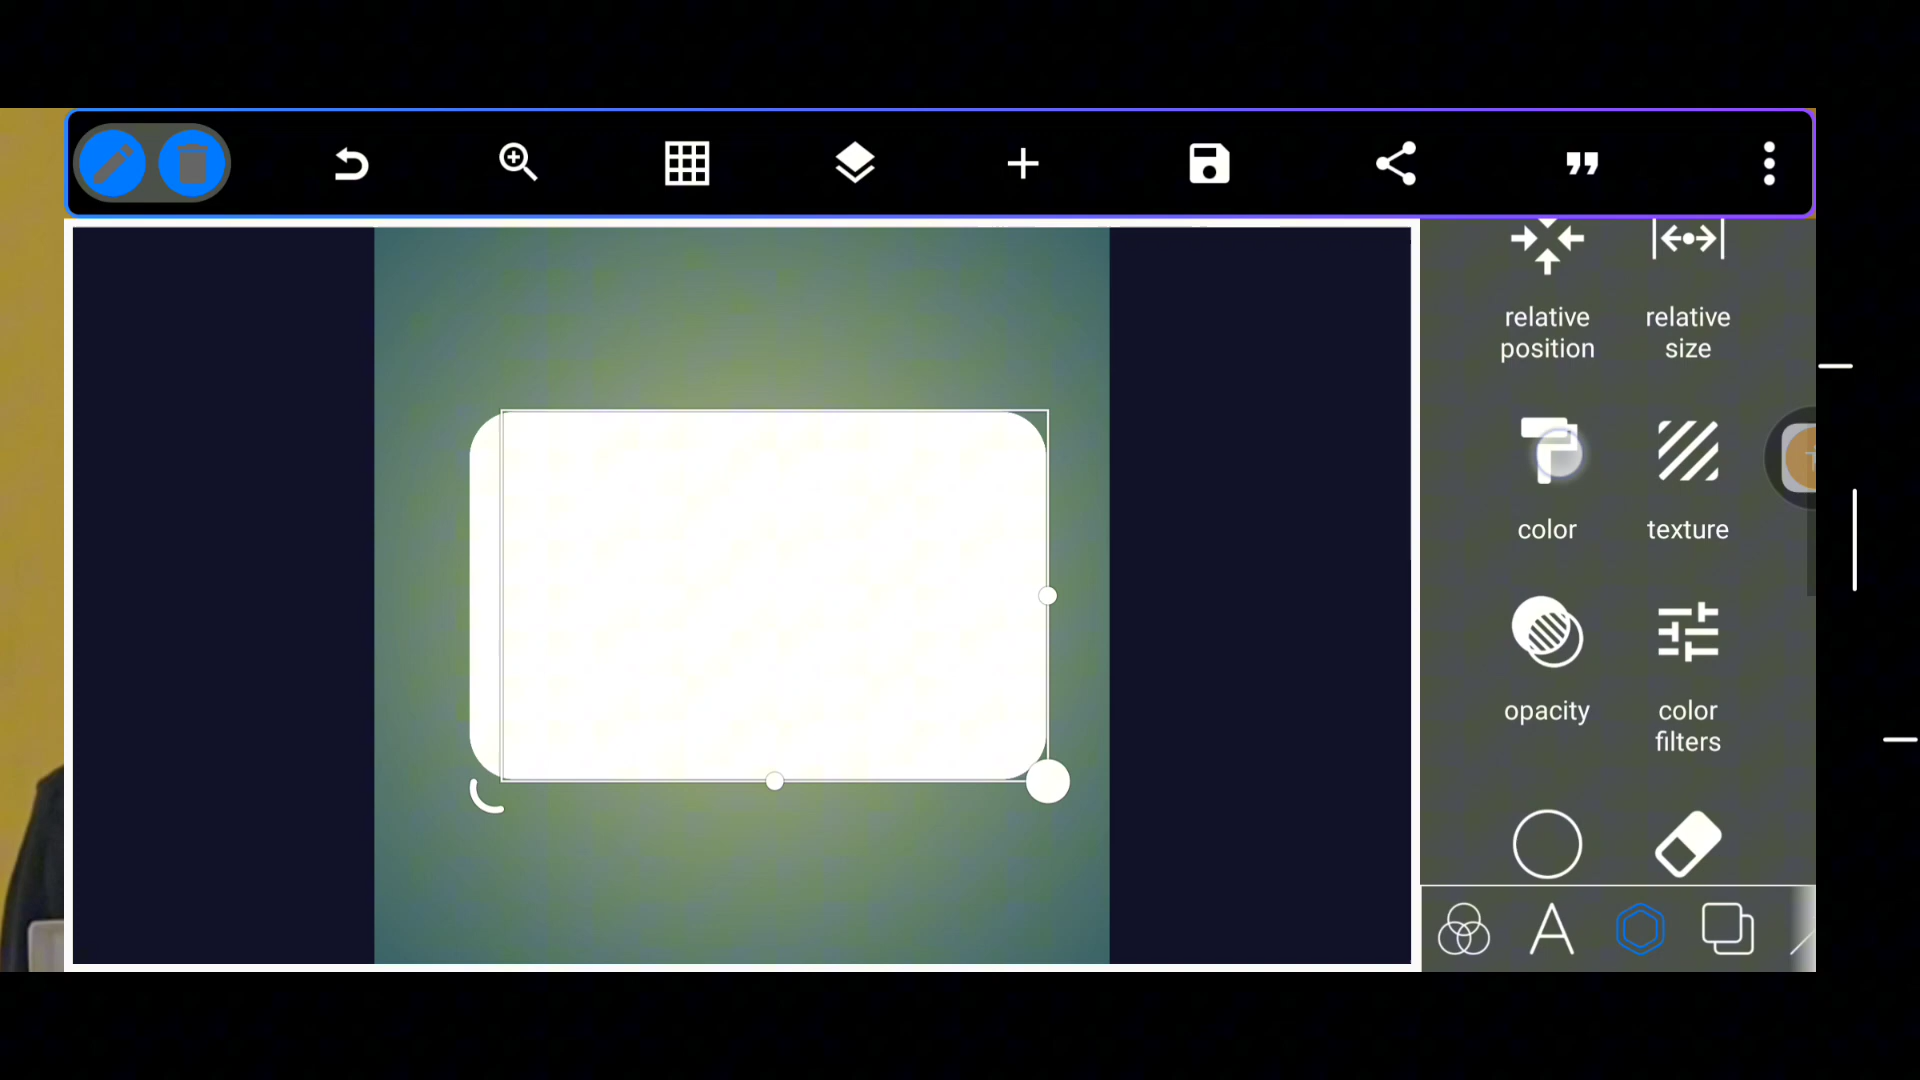 relative
position
relative
size
color
texture
opacity
color
filters